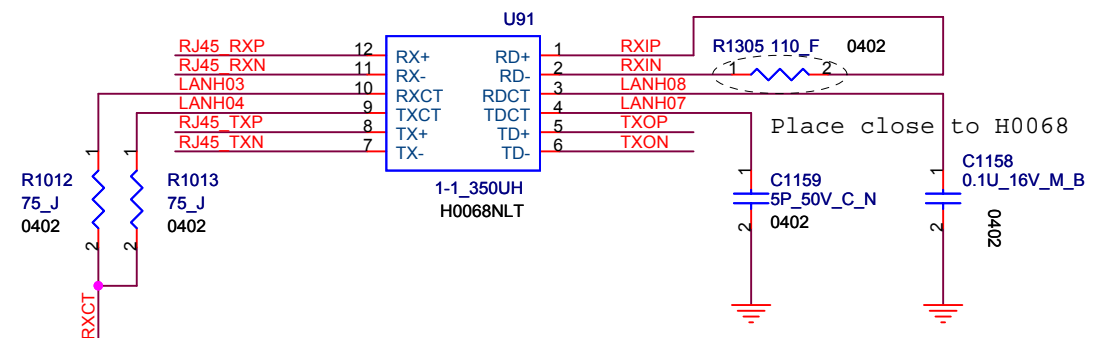 U91
RJ45_RXP 12 RX+ RD+ 1 RXIP R1305 110_F 0402
RJ45_RXN 11 RX- RD- 2 RXIN 1 2
LANH03 10 RXCT RDCT 3 LANH08
LANH04 9 TXCT TDCT 4 LANH07
RJ45_TXP 8 TX+ TD+ 5 TXOP Place close to H0068
RJ45_TXN 7 TX- TD- 6 TXON
1 1 1 1
R1012 R1013 1-1_350UH C1159 C1158
75_J 75_J H0068NLT 5P_50V_C_N 0.1U_16V_M_B
0402 0402 0402 0402
2 2 2 2
RXCT